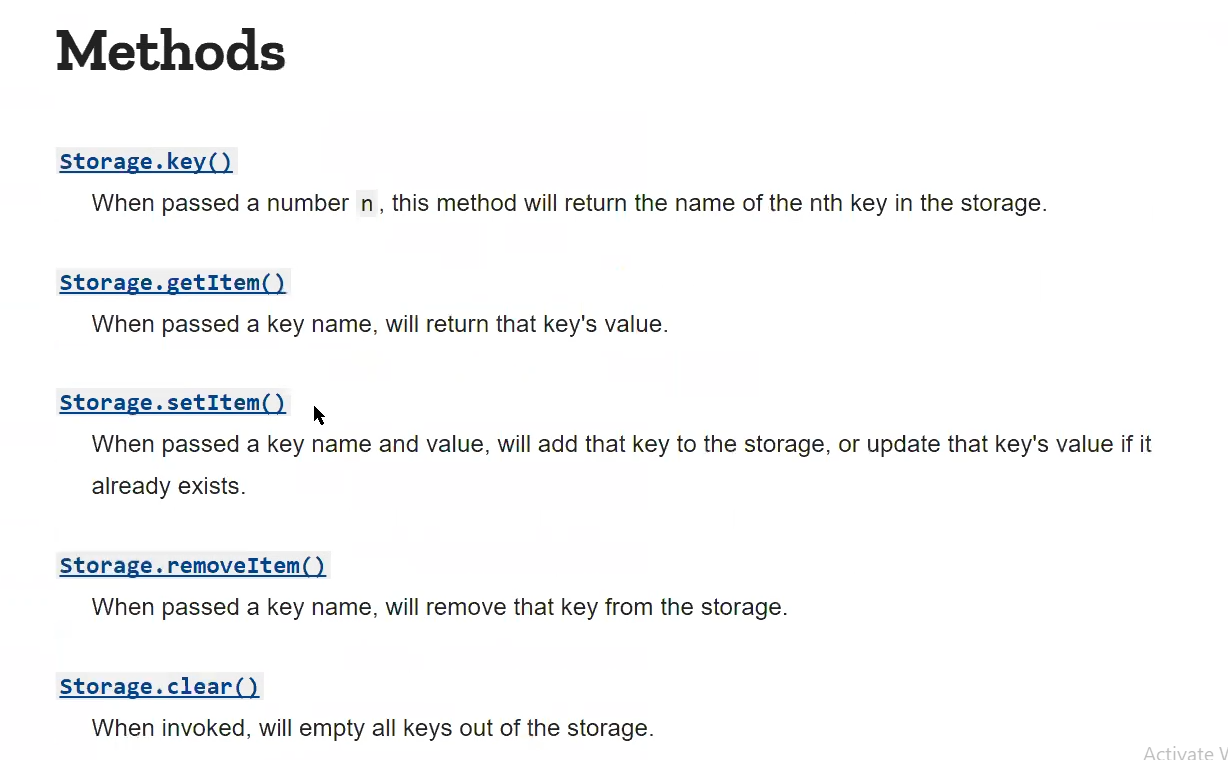 Methods
Storage.key()
When passed a number n, this method will return the name of the nth key in the storage.
Storage.getItem()
When passed a key name, will return that key's value.
Storage.setItem()
When passed a key name and value, will add that key to the storage, or update that key's value if it
already exists.
Storage.removeItem()
When passed a key name, will remove that key from the storage.
Storage.clear()
When invoked, will empty all keys out of the storage.
Activate